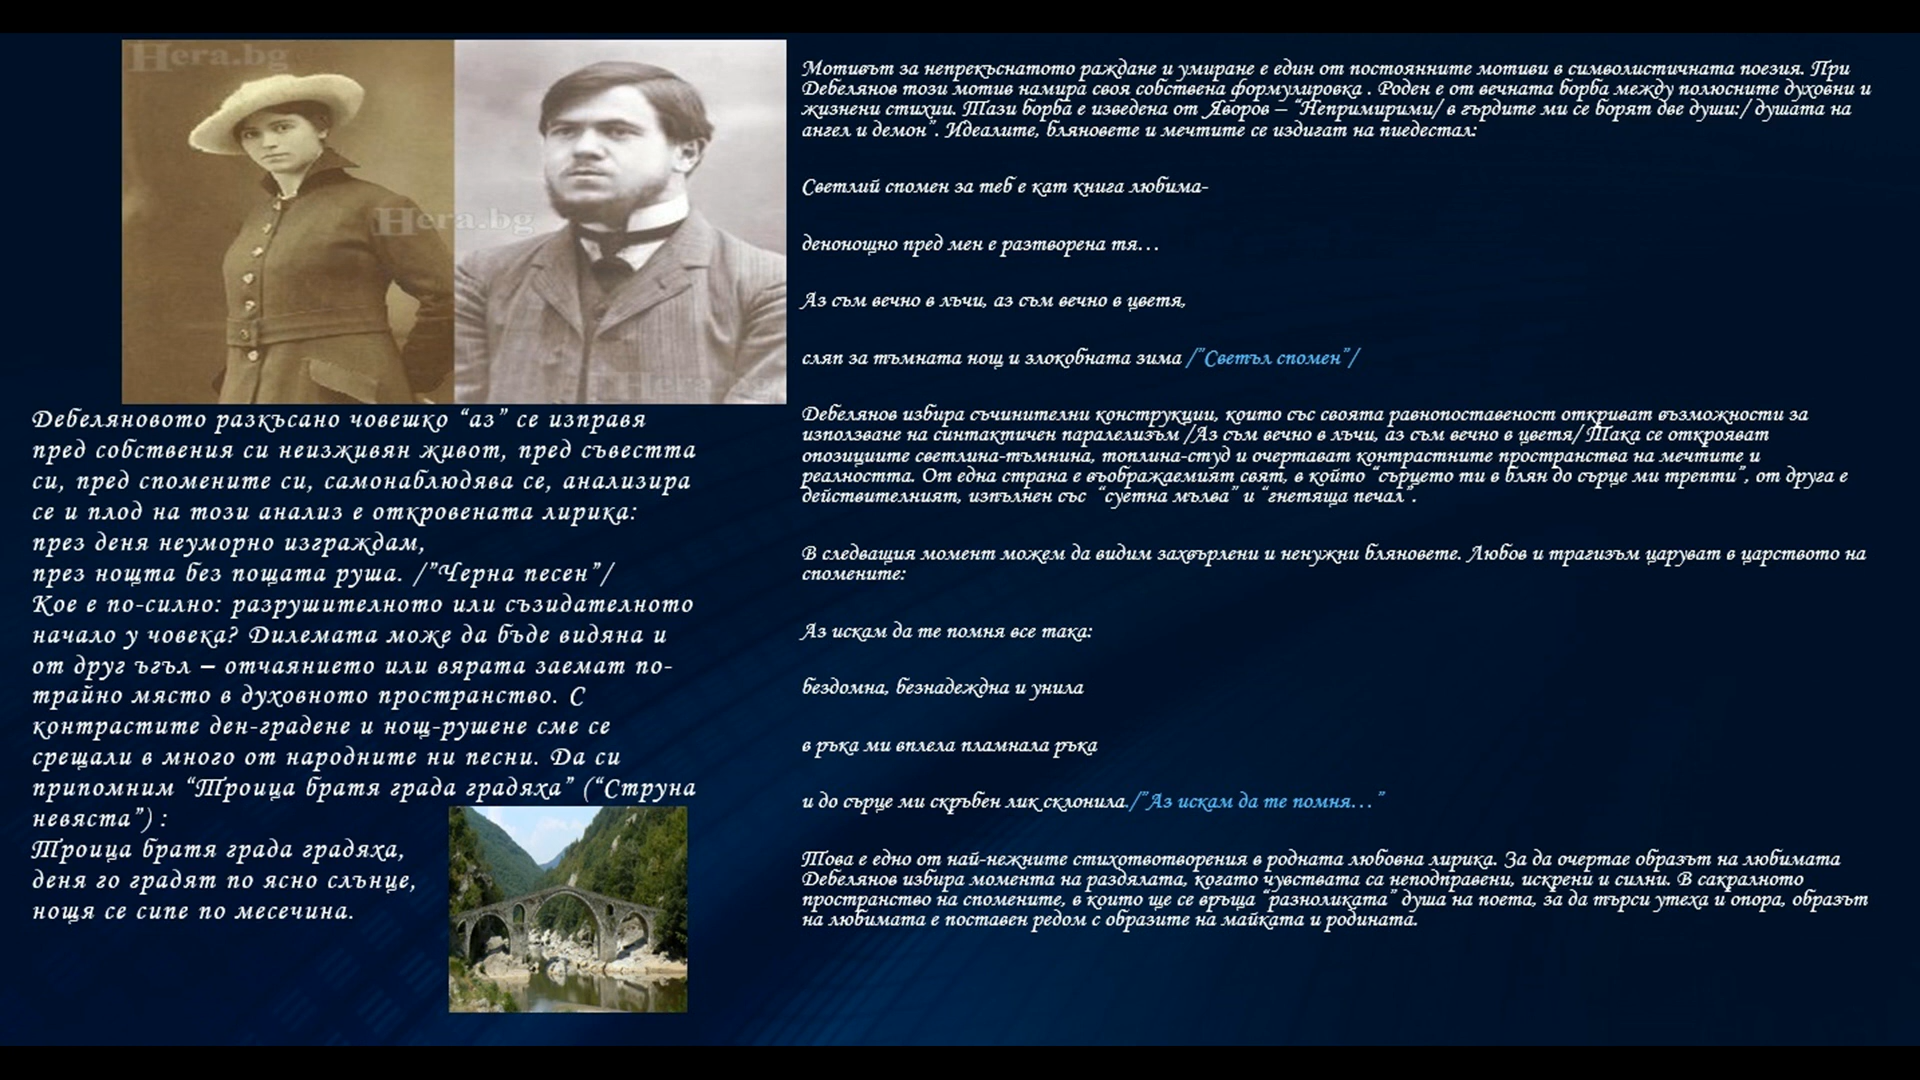 Hera.bg
Hera.bg
Hera.bg
Дебеляновото разкъсано човешко “аз” се изправя
пред собствения си неизживян живот, пред съвестта
си, пред спомените си, самонаблюдява се, анализира
се и плод на този анализ е откровената лирика:
през деня неуморно изграждам,
през нощта без пощата руша. /”Черна песен”/
Кое е по-силно: разрушителното или съзидателното
начало у човека? Дилемата може да бъде видяна и
от друг ъгъл – отчаянието или вярата заемат по-
трайно място в духовното пространство. С
контрастите ден-градене и нощ-рушене сме се
срещали в много от народните ни песни. Да си
припомним “Троица братя града градяха” (“Струна
невяста”) :
Троица братя града градяха,
деня го градят по ясно слънце,
нощя се сипе по месечина.
Мотивът за непрекъснатото раждане и умиране е един от постоянните мотиви в символистичната поезия. При
Дебелянов този мотив намира своя собствена формулировка . Роден е от вечната борба между полюсните духовни и
жизнени стихии. Тази борба е изведена от Яворов – “Непримирими/ в гърдите ми се борят две души:/ душата на
ангел и демон”. Идеалите, бляновете и мечтите се издигат на пиедестал:
Светлий спомен за теб е кат книга любима-
денонощно пред мен е разтворена тя…
Аз съм вечно в лъчи, аз съм вечно в цветя,
сляп за тъмната нощ и злокобната зима /”Светъл спомен”/
Дебелянов избира съчинителни конструкции, които със своята равнопоставеност откриват възможности за
използване на синтактичен паралелизъм /Аз съм вечно в лъчи, аз съм вечно в цветя/ Така се открояват
опозициите светлина-тъмнина, топлина-студ и очертават контрастните пространства на мечтите и
реалността. От една страна е въображаемият свят, в който “сърцето ти в блян до сърце ми трепти”, от друга е
действителният, изпълнен със “суетна мълва” и “гнетяща печал”.
В следващия момент можем да видим захвърлени и ненужни бляновете. Любов и трагизъм царуват в царството на
спомените:
Аз искам да те помня все така:
бездомна, безнадеждна и унила
в ръка ми вплела пламнала ръка
и до сърце ми скръбен лик склонила./”Аз искам да те помня…”
Това е едно от най-нежните стихотвотворения в родната любовна лирика. За да очертае образът на любимата
Дебелянов избира момента на раздялата, когато чувствата са неподправени, искрени и силни. В сакралното
пространство на спомените, в които ще се връща “разноликата” душа на поета, за да търси утеха и опора, образът
на любимата е поставен редом с образите на майката и родината.